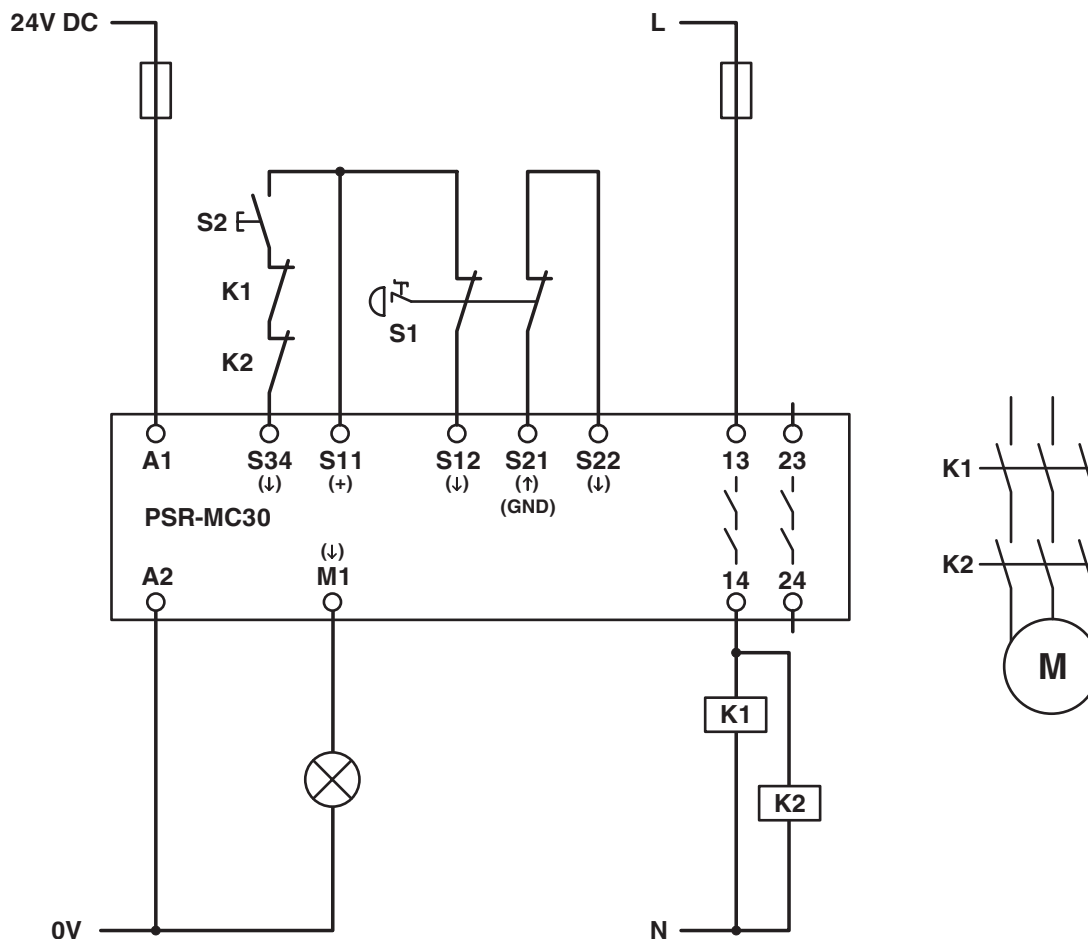 24V DC
L
S2
K1
S1
K2
A1 S34 S11 S12 S21 S22 13 23
(↓) (+) (↓) (↑) (↓)
(GND)
PSR-MC30
(↓)
A2 M1 14 24
K1
K2
M
K1
K2
0V
N